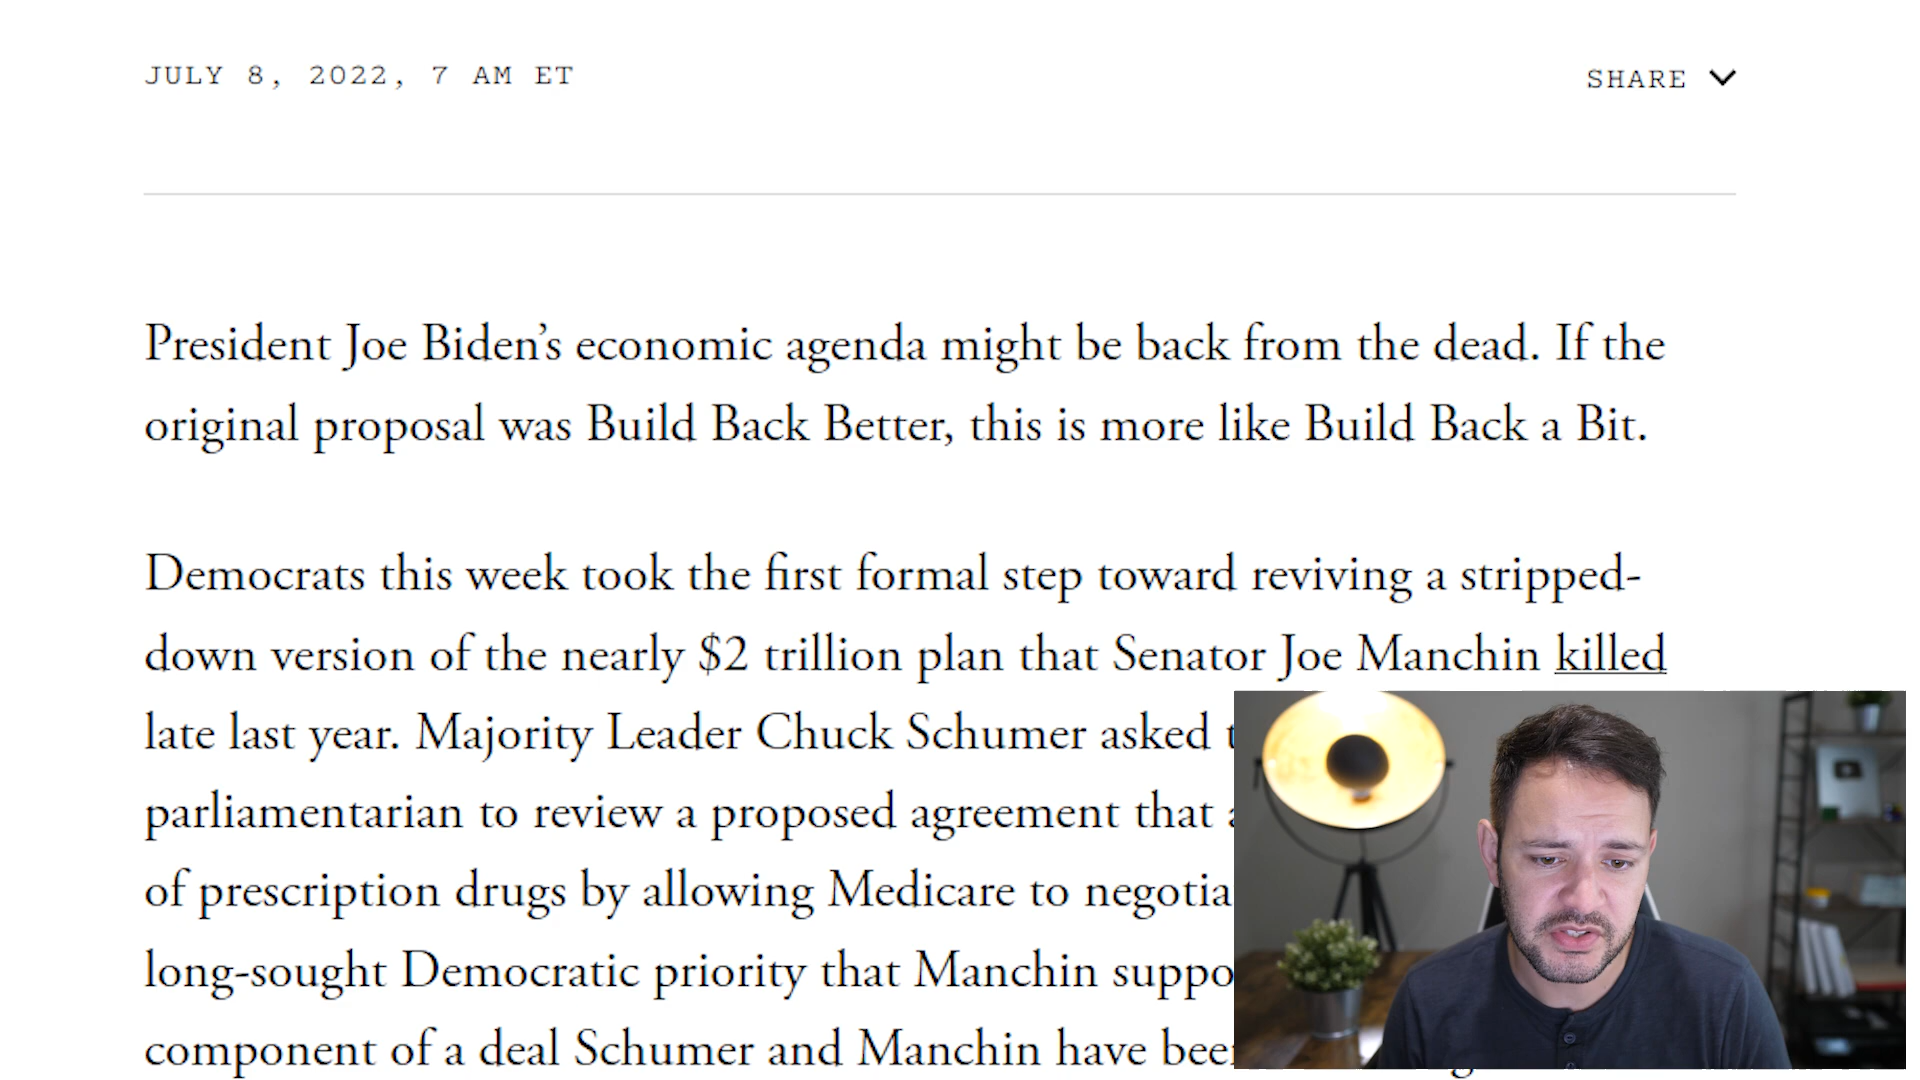 JULY 8, 2022, 7 AM ET
SHARE
President Joe Biden’s economic agenda might be back from the dead. If the
original proposal was Build Back Better, this is more like Build Back a Bit.
Democrats this week took the first formal step toward reviving a stripped-
down version of the nearly $2 trillion plan that Senator Joe Manchin killed
late last year. Majority Leader Chuck Schumer asked
parliamentarian to review a proposed agreement that
of prescription drugs by allowing Medicare to
long-sought Democratic priority that Manchin
component of a deal Schumer and Manchin have